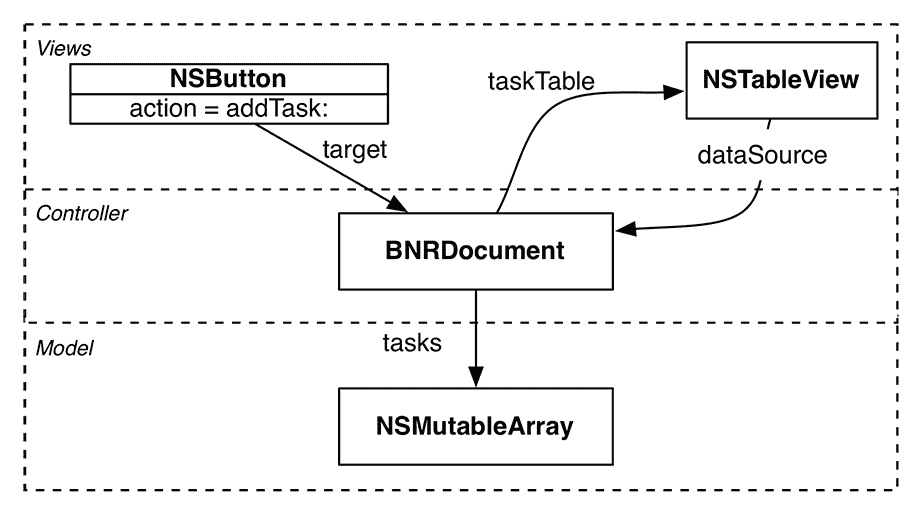 Views
NSButton
action = addTask:
taskTable
NSTableView
target
dataSource
Controller
BNRDocument
tasks
Model
NSMutableArray